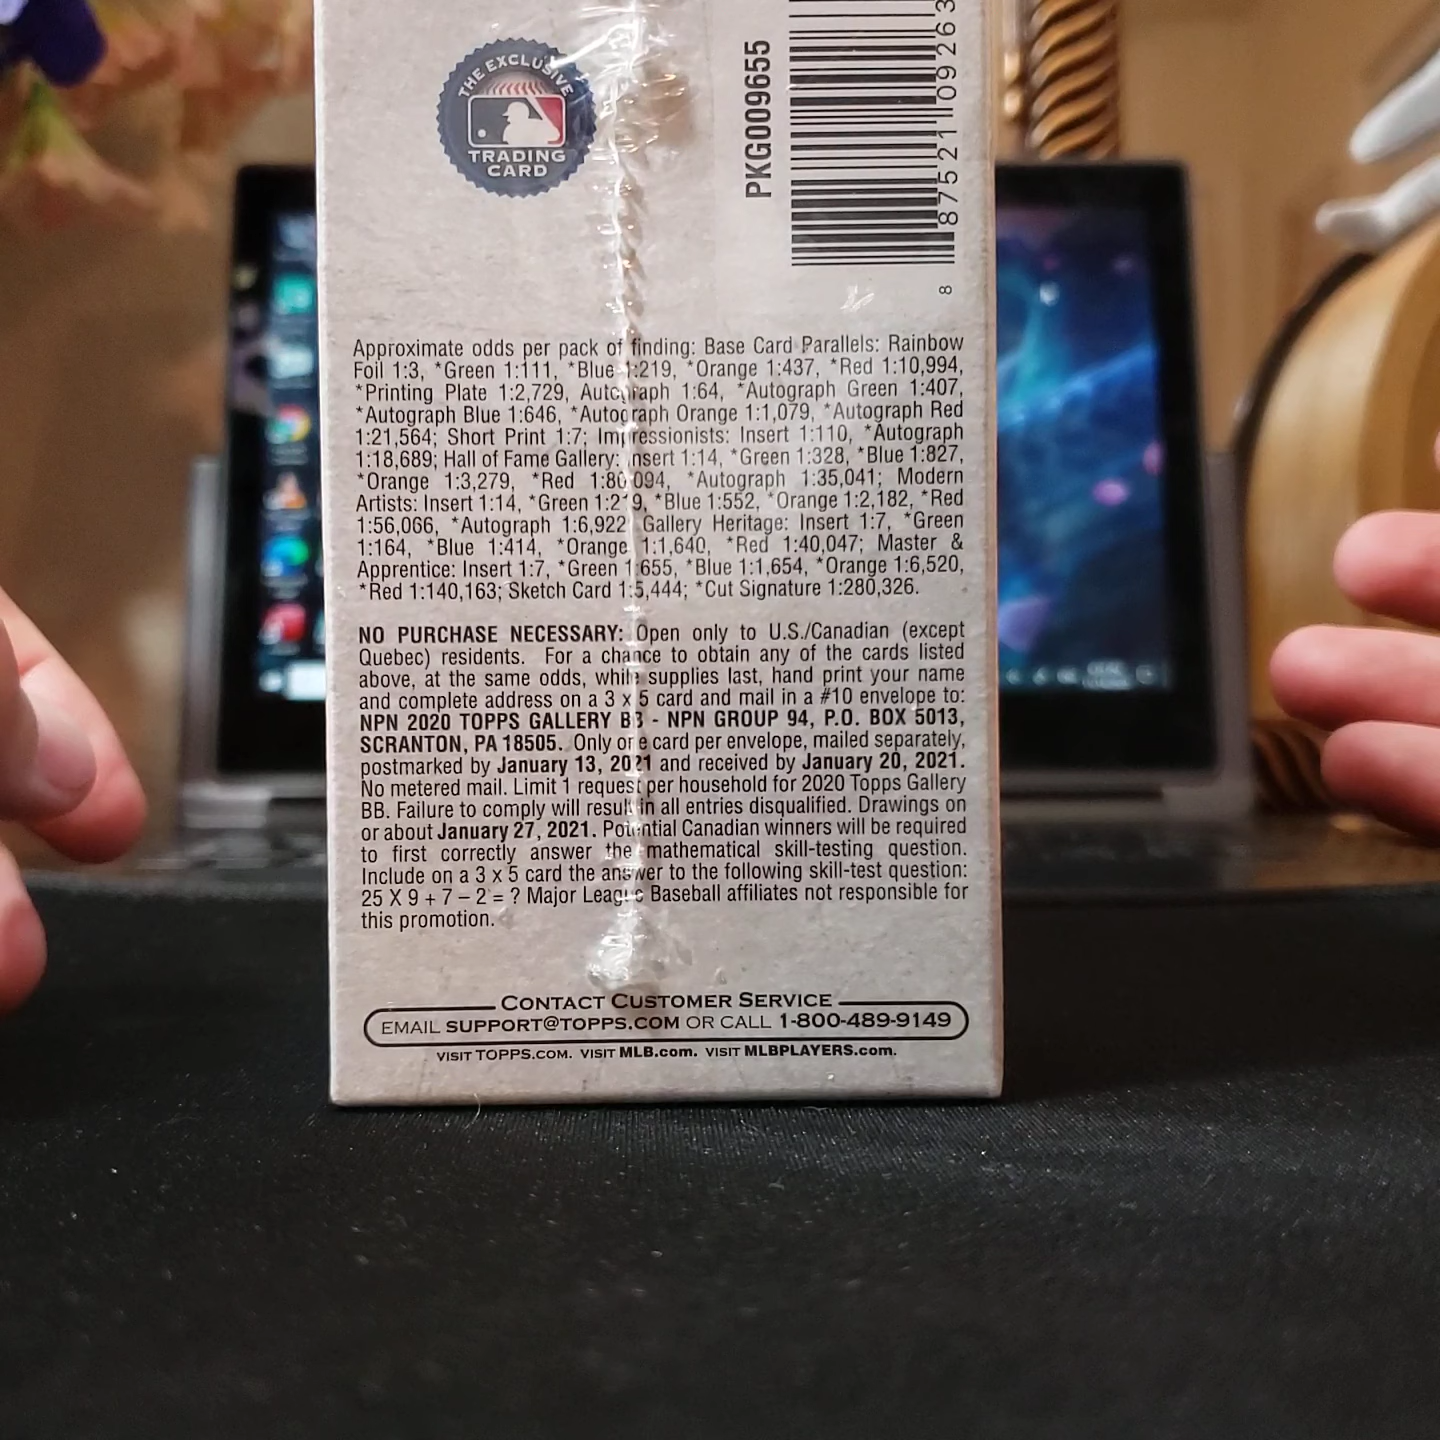 THE EXCLUSIVE
TRADING
CARD
PKG009655
8 87521 09263
Approximate odds per pack of finding: Base Card Parallels: Rainbow
Foil 1:3, *Green 1:111, *Blue 1:219, *Orange 1:437, *Red 1:10,994,
*Printing Plate 1:2,729, Autograph 1:64, *Autograph Green 1:407,
*Autograph Blue 1:646, *Autograph Orange 1:1,079, *Autograph Red
1:21,564; Short Print 1:7; Impressionists: Insert 1:110, *Autograph
1:18,689; Hall of Fame Gallery: Insert 1:14, *Green 1:328, *Blue 1:827,
*Orange 1:3,279, *Red 1:80,094, *Autograph 1:35,041; Modern
Artists: Insert 1:14, *Green 1:219, *Blue 1:552, *Orange 1:2,182, *Red
1:56,066, *Autograph 1:6,922; Gallery Heritage: Insert 1:7, *Green
1:164, *Blue 1:414, *Orange 1:1,640, *Red 1:40,047; Master &
Apprentice: Insert 1:7, *Green 1:655, *Blue 1:1,654, *Orange 1:6,520,
*Red 1:140,163; Sketch Card 1:5,444; *Cut Signature 1:280,326.
NO PURCHASE NECESSARY: Open only to U.S./Canadian (except
Quebec) residents. For a chance to obtain any of the cards listed
above, at the same odds, while supplies last, hand print your name
and complete address on a 3 x 5 card and mail in a #10 envelope to:
NPN 2020 TOPPS GALLERY BB - NPN GROUP 94, P.O. BOX 5013,
SCRANTON, PA 18505. Only one card per envelope, mailed separately,
postmarked by January 13, 2021 and received by January 20, 2021.
No metered mail. Limit 1 request per household for 2020 Topps Gallery
BB. Failure to comply will result in all entries disqualified. Drawings on
or about January 27, 2021. Potential Canadian winners will be required
to first correctly answer the mathematical skill-testing question.
Include on a 3 x 5 card the answer to the following skill-test question:
25 X 9 + 7 – 2 = ? Major League Baseball affiliates not responsible for
this promotion.
CONTACT CUSTOMER SERVICE
EMAIL SUPPORT@TOPPS.COM OR CALL 1-800-489-9149
VISIT TOPPS.COM. VISIT MLB.com. VISIT MLBPLAYERS.com.